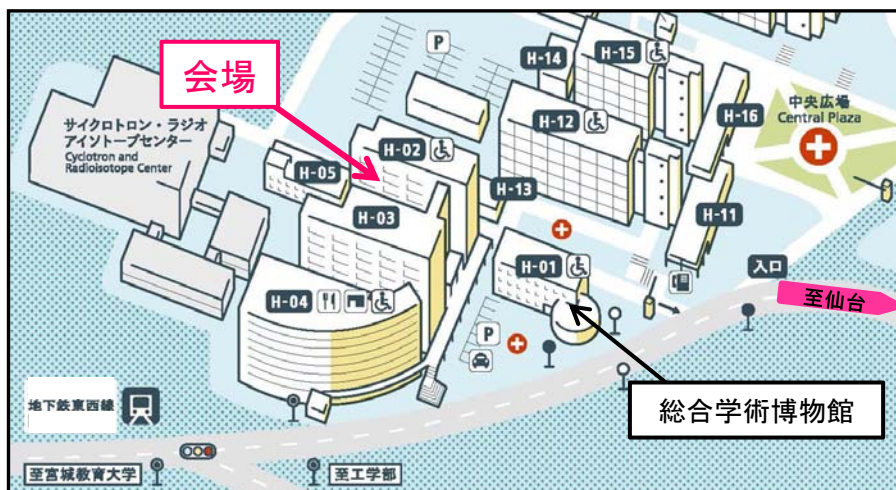 会場
P
H-14
H-15
中央広場
Central Plaza
サイクロトロン・ラジオ
アイソトープセンター
Cyclotron and
Radioisotope Center
H-02
H-12
H-16
H-05
H-13
H-03
H-11
H-01
入口
至仙台
H-04
P
総合学術博物館
地下鉄東西線
至宮城教育大学
至工学部